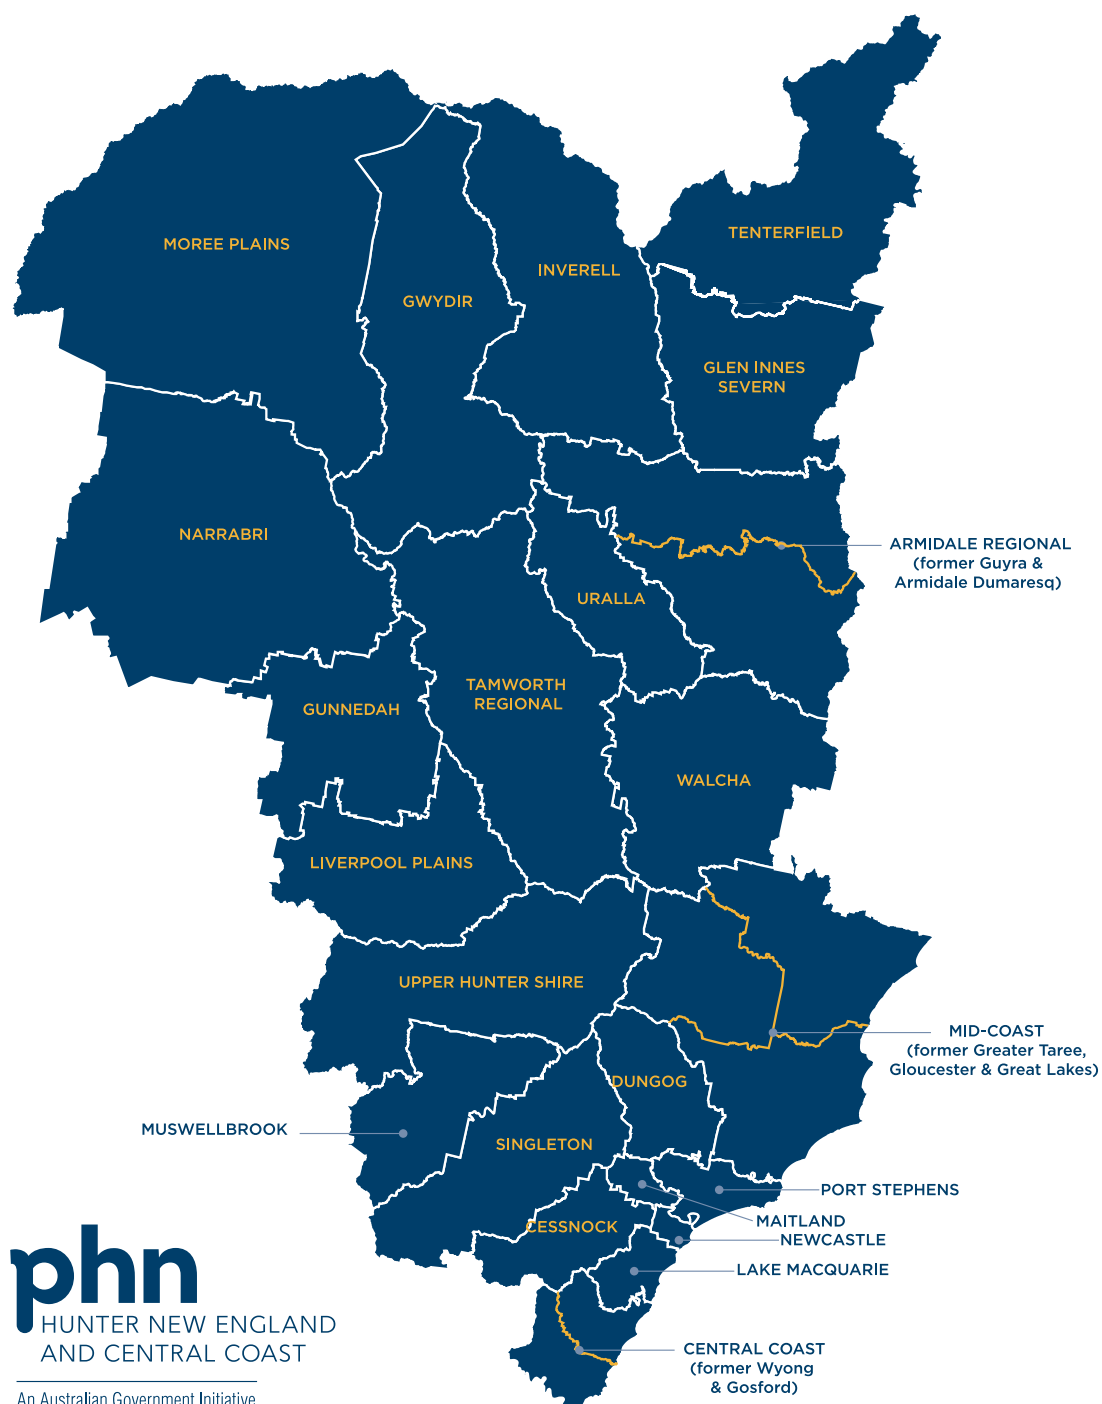 TENTERFIELD
MOREE PLAINS
INVERELL
GWYDIR
GLEN INNES
SEVERN
NARRABRI
ARMIDALE REGIONAL
(former Guyra &
Armidale Dumaresq)
URALLA
TAMWORTH
REGIONAL
GUNNEDAH
WALCHA
LIVERPOOL PLAINS
UPPER HUNTER SHIRE
MID-COAST
(former Greater Taree,
Gloucester & Great Lakes)
DUNGOG
MUSWELLBROOK
SINGLETON
PORT STEPHENS
MAITLAND
CESSNOCK
NEWCASTLE
LAKE MACQUARIE
CENTRAL COAST
(former Wyong
& Gosford)
phn
HUNTER NEW ENGLAND
AND CENTRAL COAST
An Australian Government Initiative